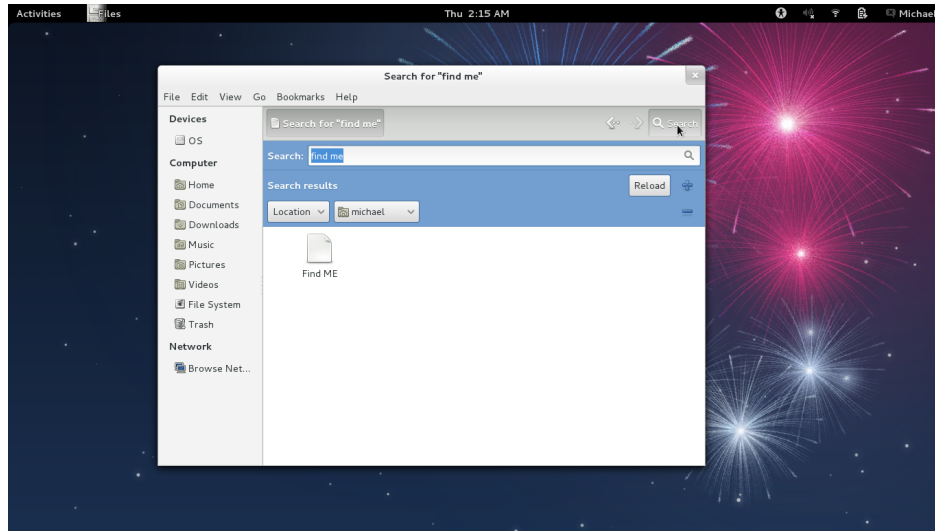 Activities Files Thu 2:15 AM Michael
Search for "find me"
File Edit View Go Bookmarks Help
Devices
OS
Computer
Home
Documents
Downloads
Music
Pictures
Videos
File System
Trash
Network
Browse Net...
Search for "find me" Search
Search: find me
Search results Reload
Location michael
Find ME